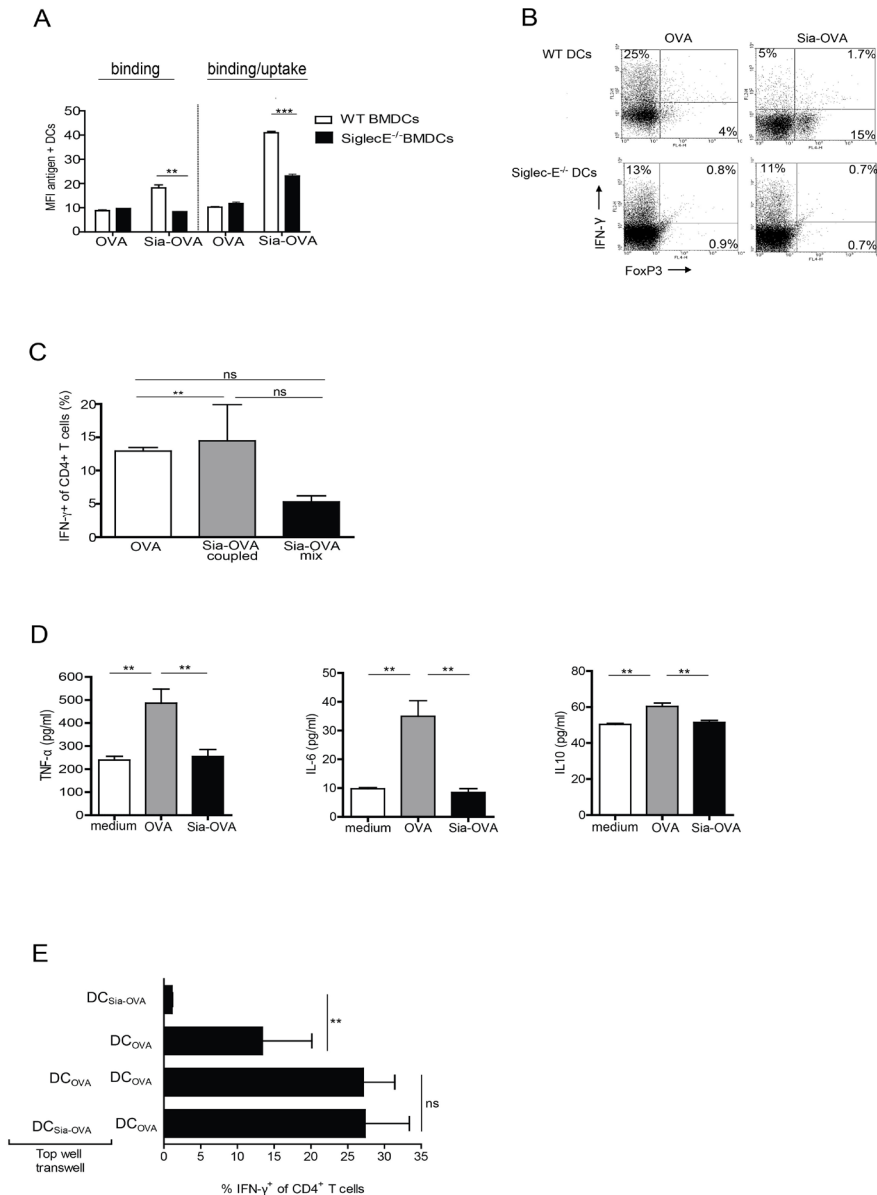 A
binding
binding/uptake
***
**
WT BMDCs
SiglecE-/-BMDCs
MFI antigen + DCs
50
40
30
20
10
OVA
Sia-OVA
OVA
Sia-OVA
B
OVA
Sia-OVA
WT DCs
25%
4%
5%
1.7%
15%
FL4-H
FL4-H
Siglec-E-/- DCs
13%
0.8%
0.9%
11%
0.7%
0.7%
FL4-H
FL4-H
IFN-γ
FoxP3
C
ns
**
ns
IFN-γ+ of CD4+ T cells (%)
20
15
10
5
0
OVA
Sia-OVA
coupled
Sia-OVA
mix
D
**
**
TNF-α (pg/ml)
600
500
400
300
200
100
0
medium
OVA
Sia-OVA
**
**
IL-6 (pg/ml)
50
40
30
20
10
0
medium
OVA
Sia-OVA
**
**
IL10 (pg/ml)
80
60
40
20
0
medium
OVA
Sia-OVA
E
DCSia-OVA
**
DCOVA
DCOVA DCOVA
ns
DCSia-OVA DCOVA
Top well
transwell
0 5 10 15 20 25 30 35
% IFN-γ+ of CD4+ T cells